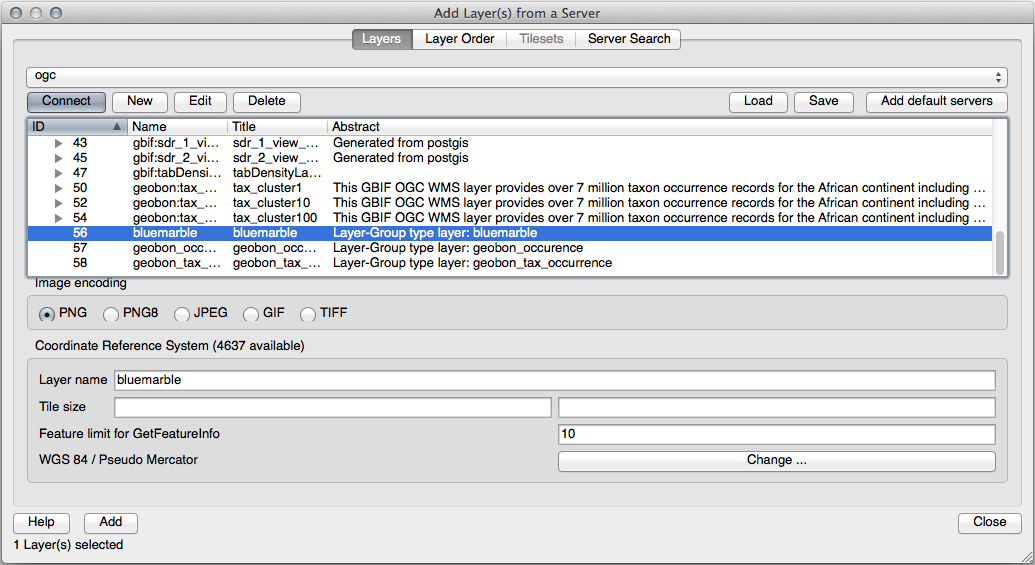 Add Layer(s) from a Server
Layers Layer Order Tilesets Server Search
ogc
Connect New Edit Delete Load Save Add default servers
ID Name Title Abstract
43 gbif:sdr_1_vi... sdr_1_view_... Generated from postgis
45 gbif:sdr_2_vi... sdr_2_view_... Generated from postgis
47 gbif:tabDensi... tabDensityLa...
50 geobon:tax_... tax_cluster1 This GBIF OGC WMS layer provides over 7 million taxon occurrence records for the African continent including ...
52 geobon:tax_... tax_cluster10 This GBIF OGC WMS layer provides over 7 million taxon occurrence records for the African continent including ...
54 geobon:tax_... tax_cluster100 This GBIF OGC WMS layer provides over 7 million taxon occurrence records for the African continent including ...
56 bluemarble bluemarble Layer-Group type layer: bluemarble
57 geobon_occ... geobon_occ... Layer-Group type layer: geobon_occurence
58 geobon_tax_... geobon_tax_... Layer-Group type layer: geobon_tax_occurrence
Image encoding
PNG PNG8 JPEG GIF TIFF
Coordinate Reference System (4637 available)
Layer name bluemarble
Tile size
Feature limit for GetFeatureInfo 10
WGS 84 / Pseudo Mercator Change ...
Help Add Close
1 Layer(s) selected